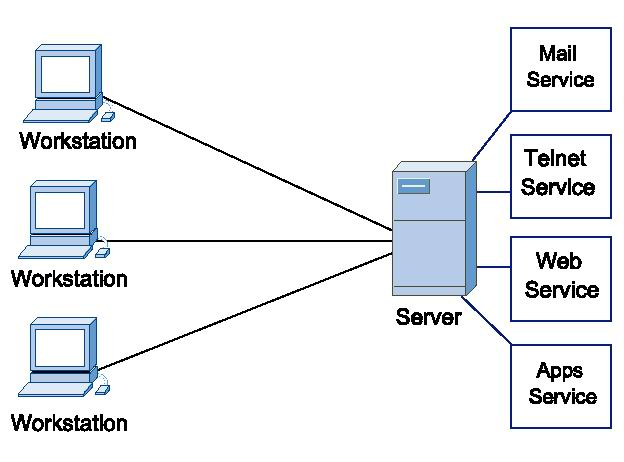 Mail
Service
Workstation
Telnet
Service
Workstation
Web
Service
Server
Apps
Service
Workstation